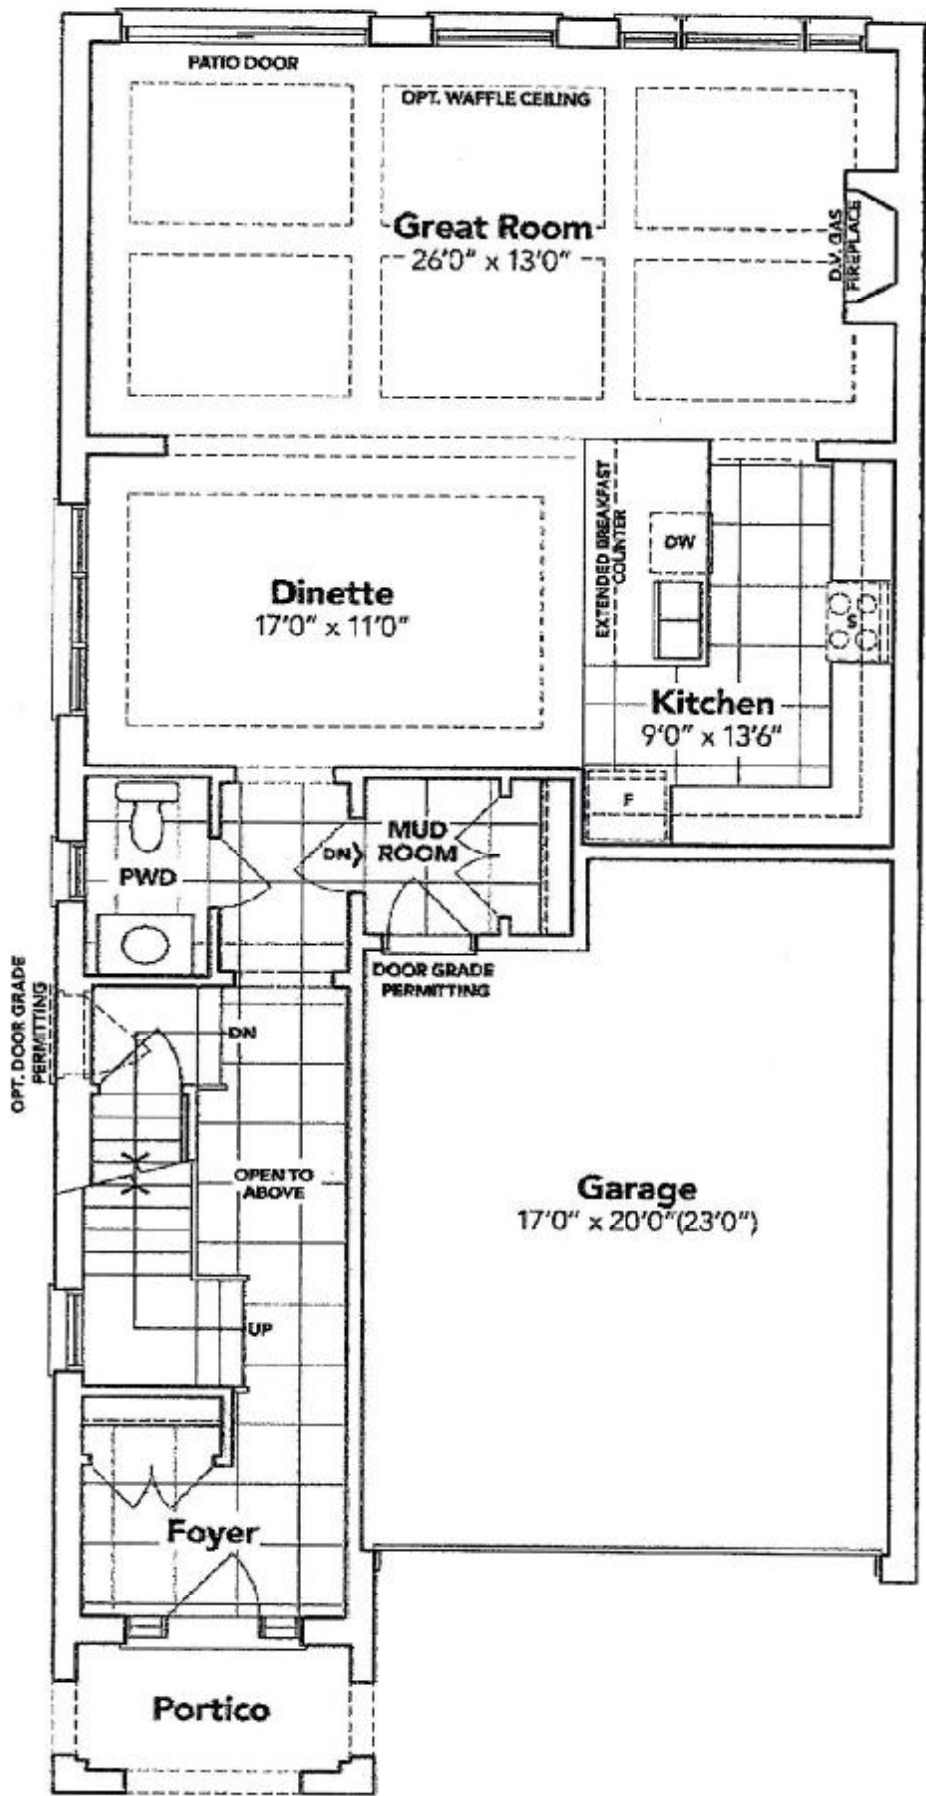 PATIO DOOR
OPT. WAFFLE CEILING
Great Room
26'0" x 13'0"
D.V. GAS
FIREPLACE
EXTENDED BREAKFAST
COUNTER
DW
Dinette
17'0" x 11'0"
S
Kitchen
9'0" x 13'6"
F
MUD
ROOM
DN
PWD
DOOR GRADE
PERMITTING
OPT. DOOR GRADE
PERMITTING
DN
OPEN TO
ABOVE
Garage
17'0" x 20'0"(23'0")
UP
Foyer
Portico